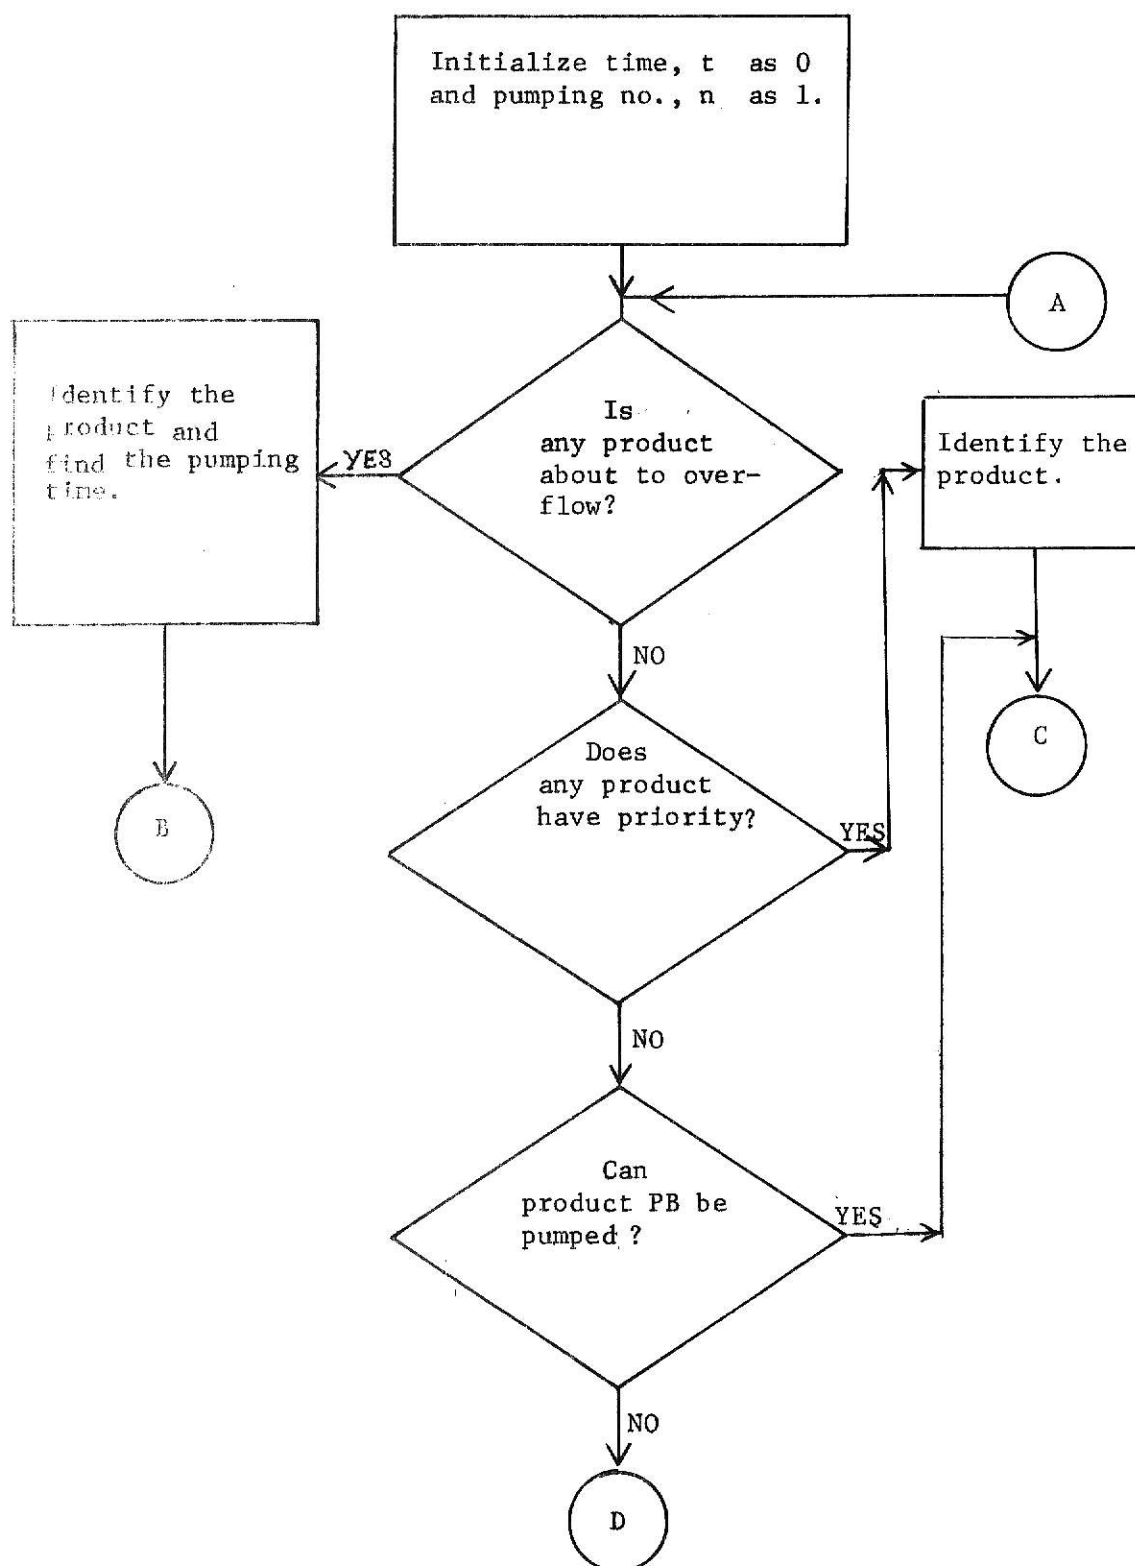 Initialize time, t as 0
and pumping no., n as 1.
A
Is
any product
about to over-
flow?
YES
Identify the
product and
find the pumping
time.
Identify the
product.
NO
B
C
Does
any product
have priority?
YES
NO
Can
product PB be
pumped ?
YES
NO
D